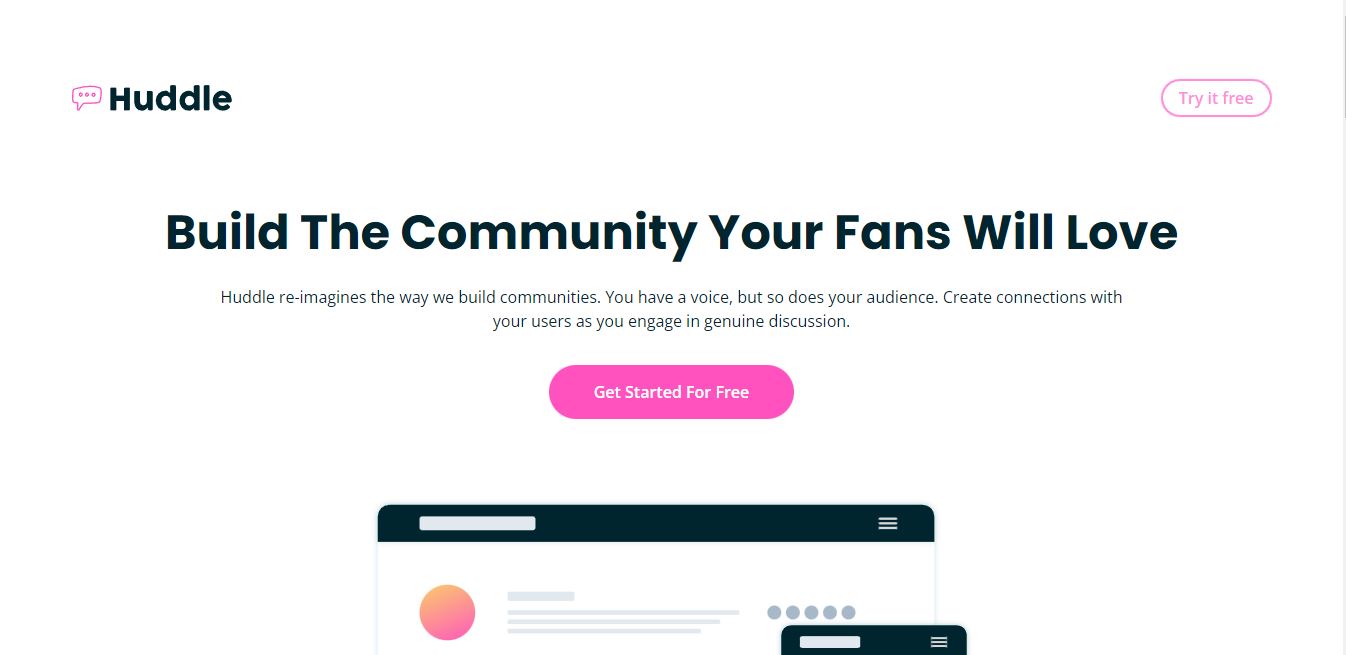 Huddle
Try it free
Build The Community Your Fans Will Love
Huddle re-imagines the way we build communities. You have a voice, but so does your audience. Create connections with
your users as you engage in genuine discussion.
Get Started For Free